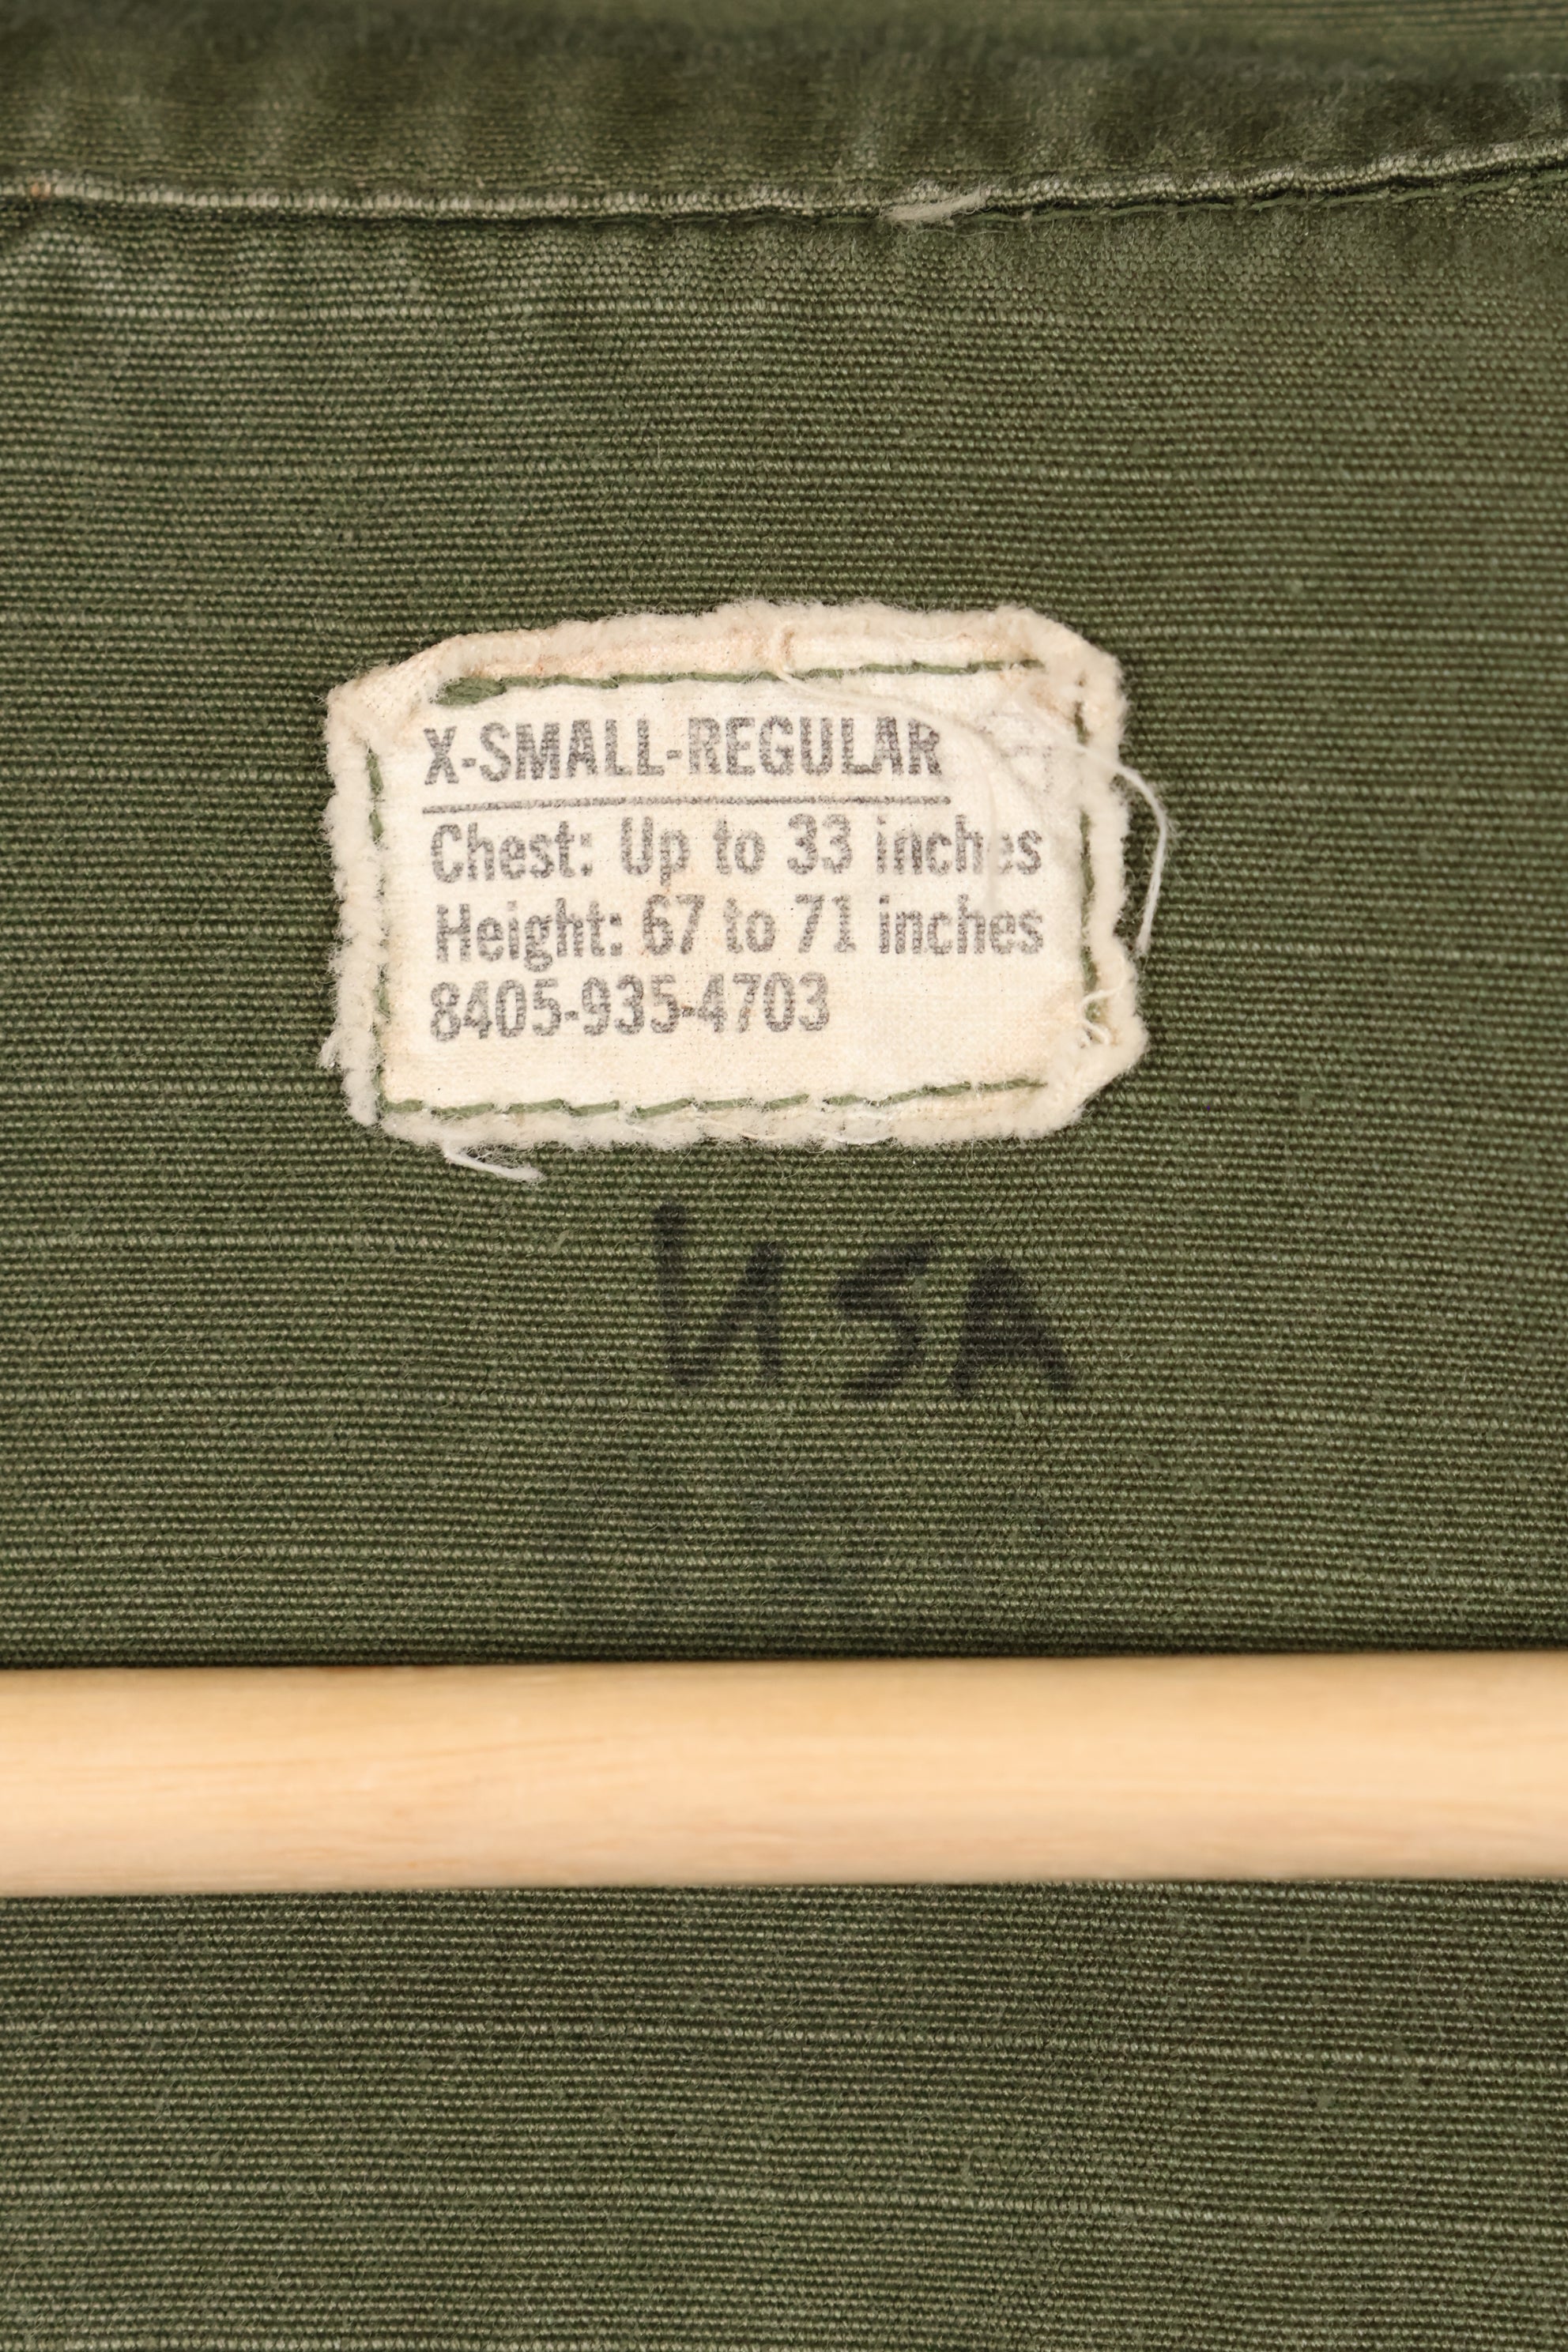 X-SMALL-REGULAR
Chest: Up to 33 inches
Height: 67 to 71 inches
8405-935-4703
USA